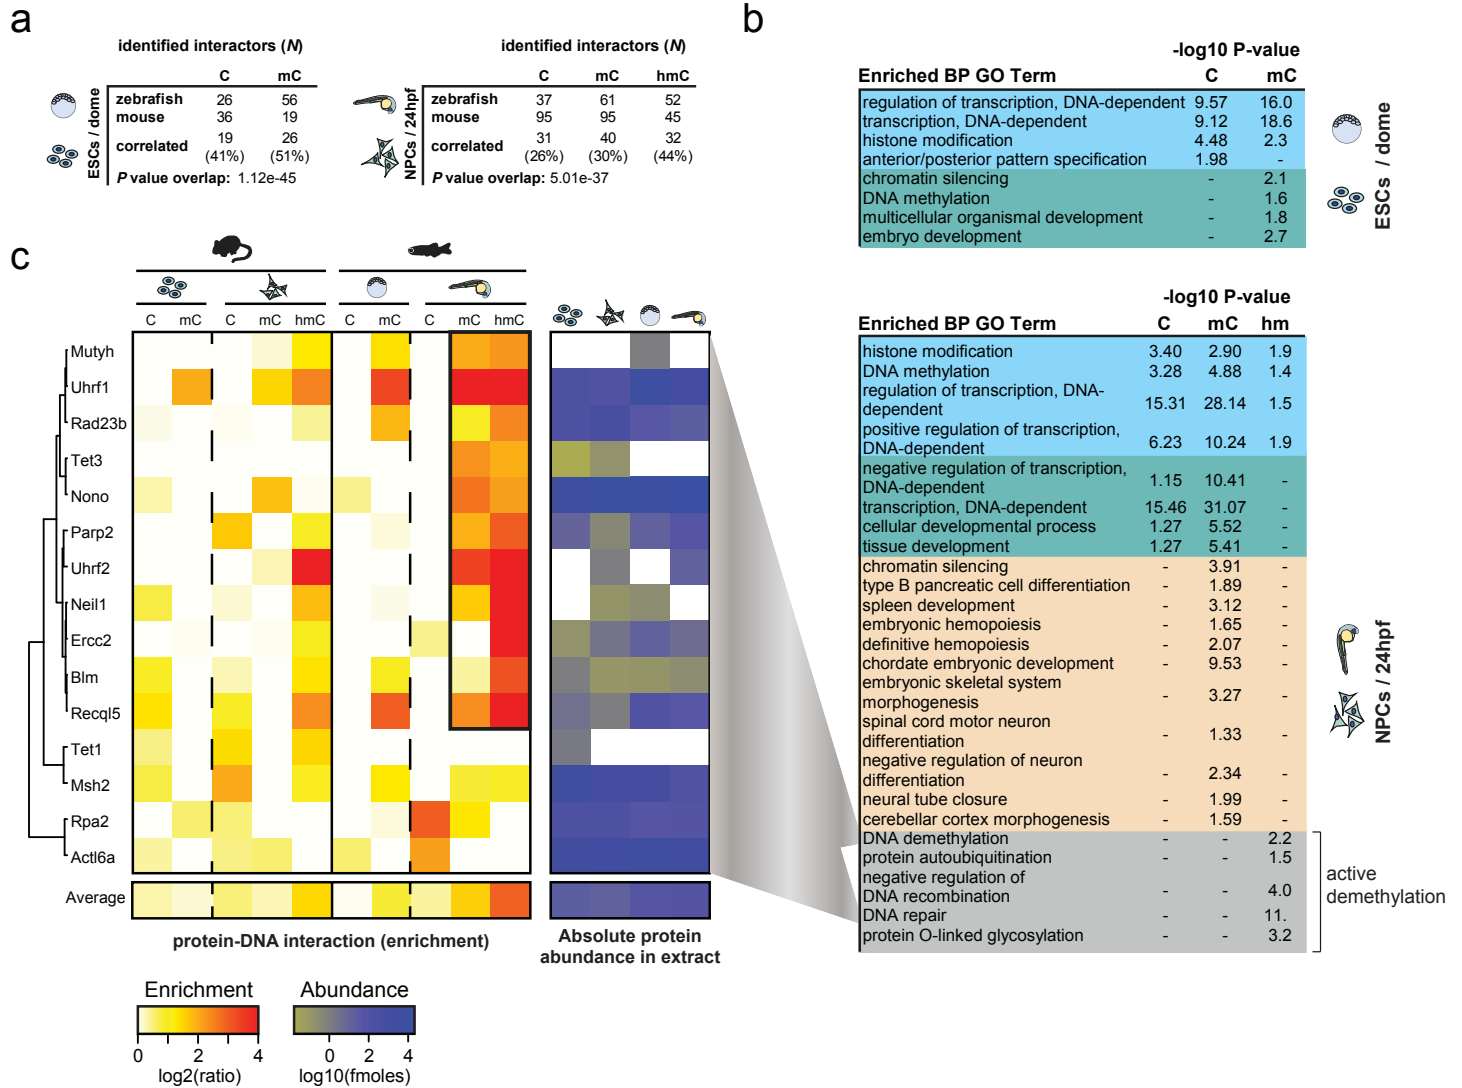 a
identified interactors (N)
C mC
zebrafish 26 56
mouse 36 19
correlated 19 26
(41%) (51%)
P value overlap: 1.12e-45
ESCs / dome
identified interactors (N)
C mC hmC
zebrafish 37 61 52
mouse 95 95 45
correlated 31 40 32
(26%) (30%) (44%)
P value overlap: 5.01e-37
NPCs / 24hpf
b
-log10 P-value
Enriched BP GO Term C mC
regulation of transcription, DNA-dependent 9.57 16.0
transcription, DNA-dependent 9.12 18.6
histone modification 4.48 2.3
anterior/posterior pattern specification 1.98 -
chromatin silencing - 2.1
DNA methylation - 1.6
multicellular organismal development - 1.8
embryo development - 2.7
ESCs / dome
-log10 P-value
Enriched BP GO Term C mC hm
histone modification 3.40 2.90 1.9
DNA methylation 3.28 4.88 1.4
regulation of transcription, DNA-
dependent 15.31 28.14 1.5
positive regulation of transcription,
DNA-dependent 6.23 10.24 1.9
negative regulation of transcription,
DNA-dependent 1.15 10.41 -
transcription, DNA-dependent 15.46 31.07 -
cellular developmental process 1.27 5.52 -
tissue development 1.27 5.41 -
chromatin silencing - 3.91 -
type B pancreatic cell differentiation - 1.89 -
spleen development - 3.12 -
embryonic hemopoiesis - 1.65 -
definitive hemopoiesis - 2.07 -
chordate embryonic development - 9.53 -
embryonic skeletal system
morphogenesis - 3.27 -
spinal cord motor neuron
differentiation - 1.33 -
negative regulation of neuron
differentiation - 2.34 -
neural tube closure - 1.99 -
cerebellar cortex morphogenesis - 1.59 -
DNA demethylation - - 2.2
protein autoubiquitination - - 1.5
negative regulation of
DNA recombination - - 4.0
DNA repair - - 11.
protein O-linked glycosylation - - 3.2
active
demethylation
NPCs / 24hpf
c
C mC C mC hmC C mC C mC hmC
Mutyh
Uhrf1
Rad23b
Tet3
Nono
Parp2
Uhrf2
Neil1
Ercc2
Blm
Recql5
Tet1
Msh2
Rpa2
Actl6a
Average
protein-DNA interaction (enrichment)
Absolute protein
abundance in extract
Enrichment
0 2 4
log2(ratio)
Abundance
0 2 4
log10(fmoles)